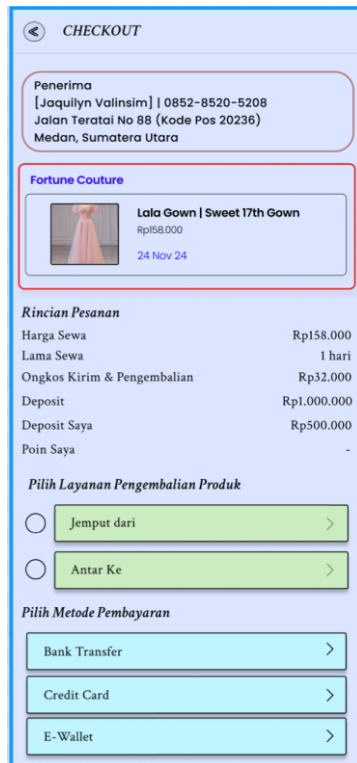 CHECKOUT
Penerima
[Jaquilyn Valinsim] | 0852-8520-5208
Jalan Teratai No 88 (Kode Pos 20236)
Medan, Sumatera Utara
Fortune Couture
Lala Gown | Sweet 17th Gown
Rp158.000
24 Nov 24
Rincian Pesanan
Harga Sewa Rp158.000
Lama Sewa 1 hari
Ongkos Kirim & Pengembalian Rp32.000
Deposit Rp1.000.000
Deposit Saya Rp500.000
Poin Saya -
Pilih Layanan Pengembalian Produk
Jemput dari
Antar Ke
Pilih Metode Pembayaran
Bank Transfer
Credit Card
E-Wallet